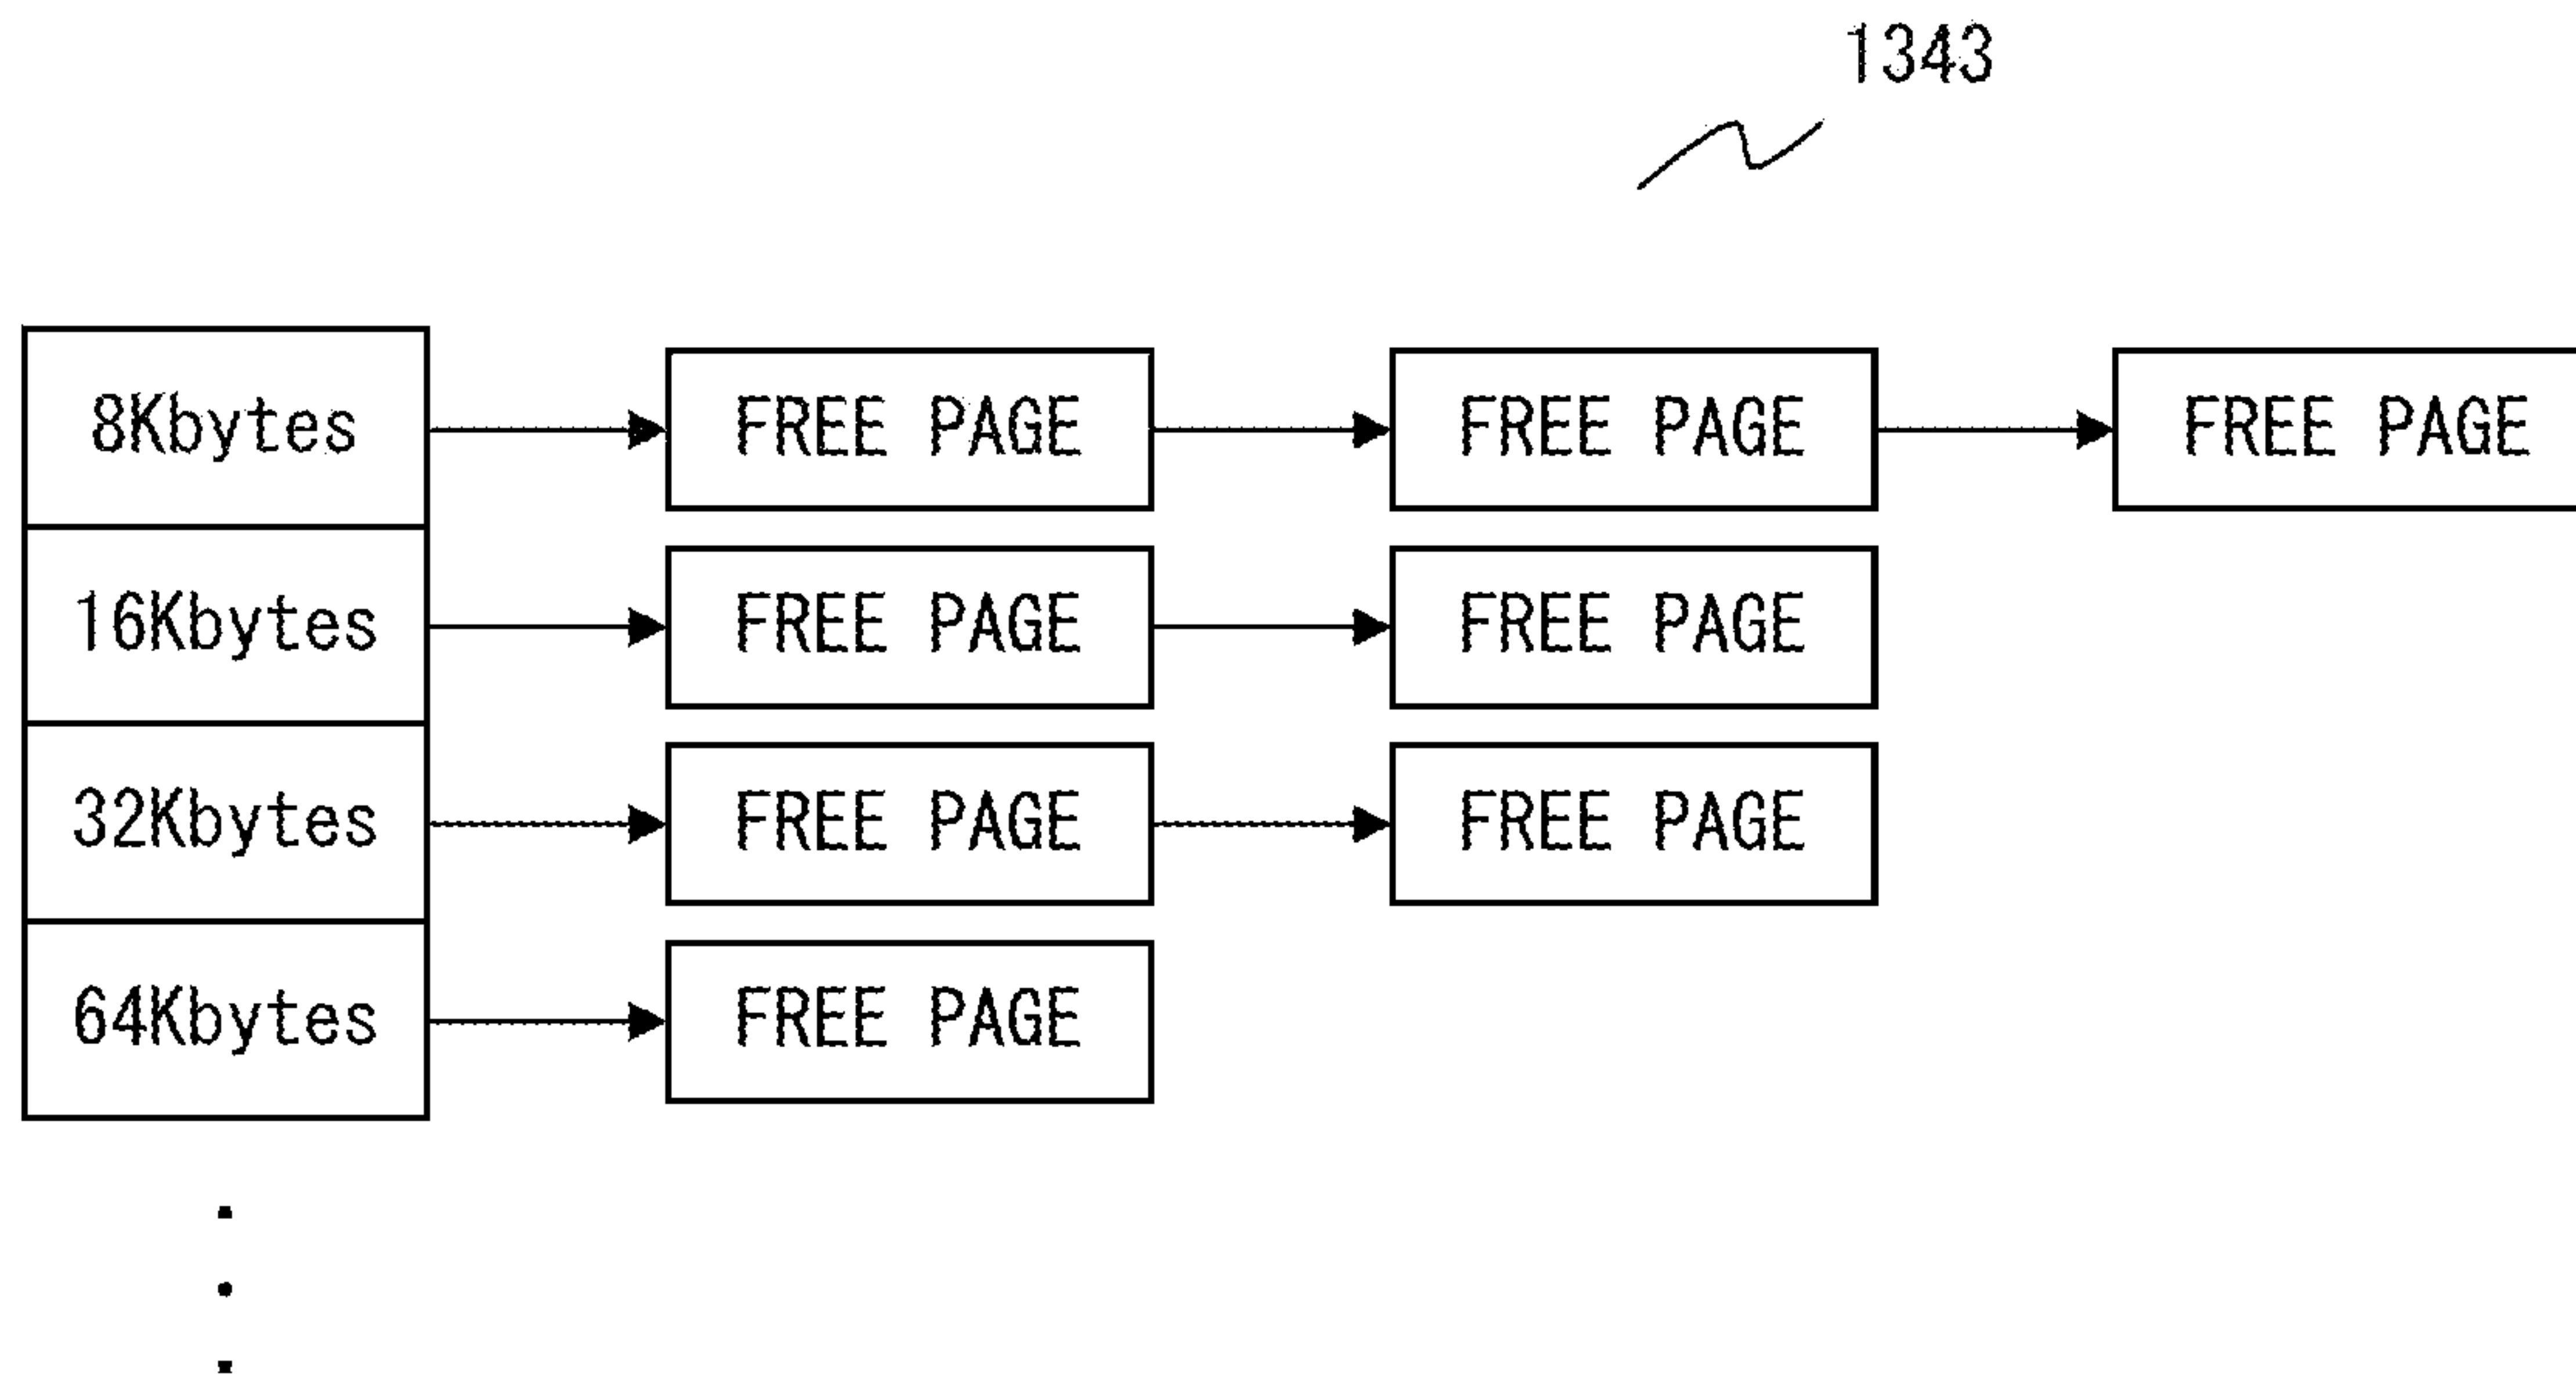 1343
8Kbytes FREE PAGE FREE PAGE FREE PAGE
16Kbytes FREE PAGE FREE PAGE
32Kbytes FREE PAGE FREE PAGE
64Kbytes FREE PAGE